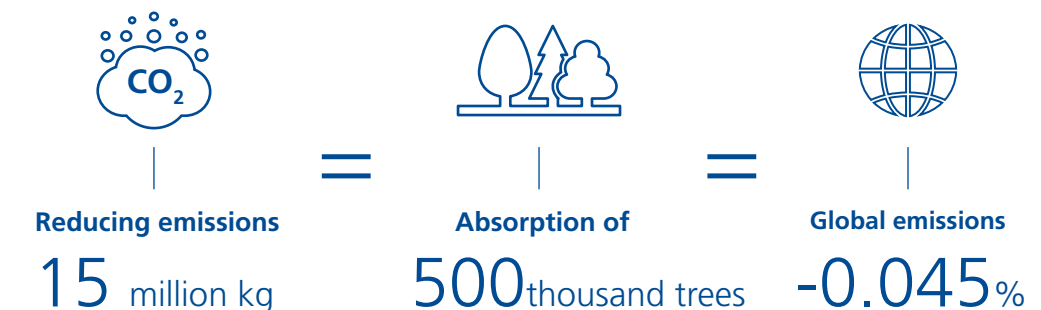 CO2
=
=
Reducing emissions
Absorption of
Global emissions
15 million kg
500thousand trees
-0.045%